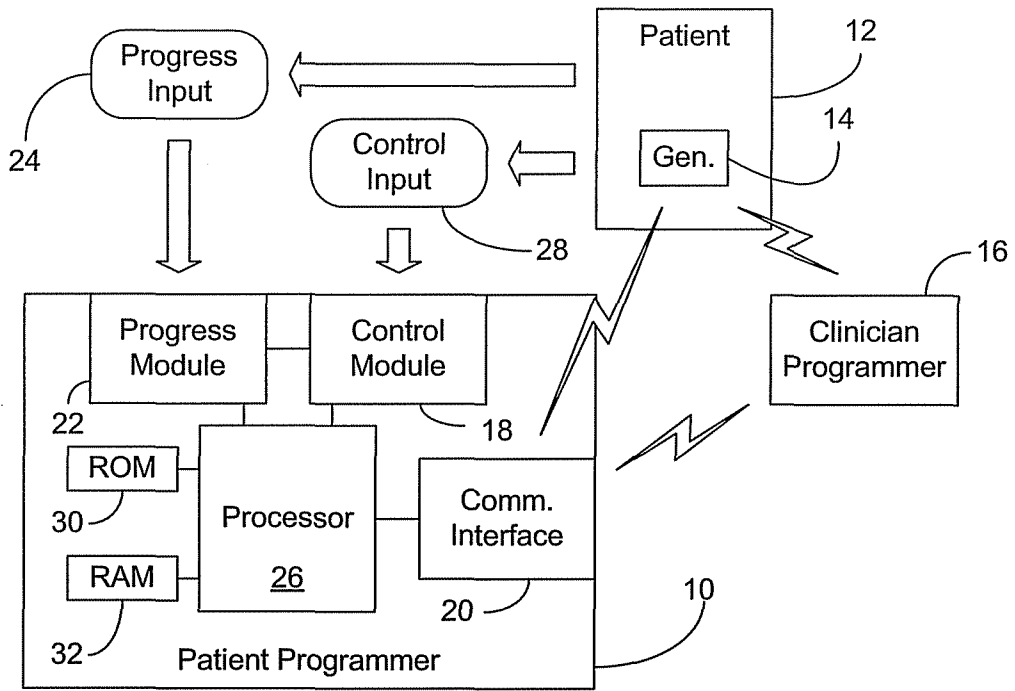 Progress
Input
24
Control
Input
28
Patient
12
14
Gen.
16
Clinician
Programmer
Progress
Module
22
Control
Module
18
ROM
30
Processor
26
Comm.
Interface
20
RAM
32
10
Patient Programmer